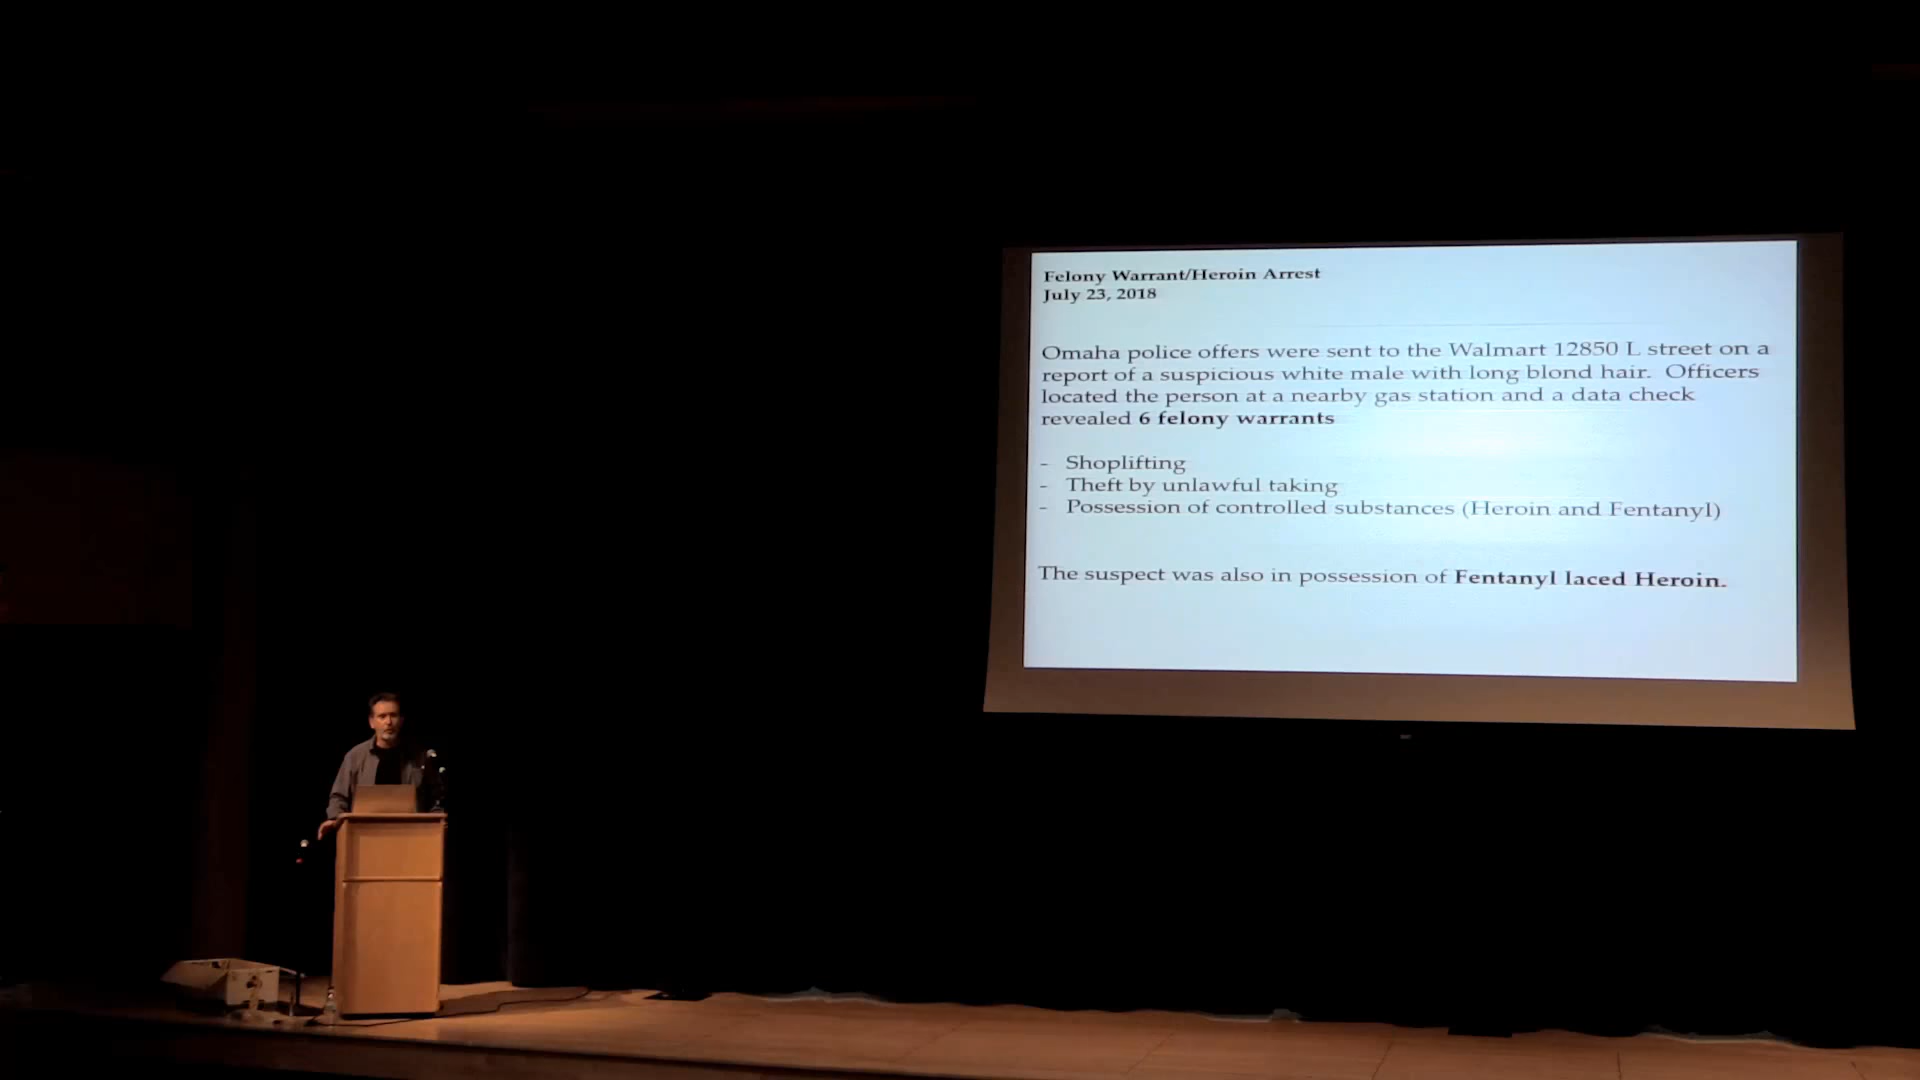 Felony Warrant/Heroin Arrest
July 23, 2018
Omaha police offers were sent to the Walmart 12850 L street on a
report of a suspicious white male with long blond hair. Officers
located the person at a nearby gas station and a data check
revealed 6 felony warrants
- Shoplifting
- Theft by unlawful taking
- Possession of controlled substances (Heroin and Fentanyl)
The suspect was also in possession of Fentanyl laced Heroin.